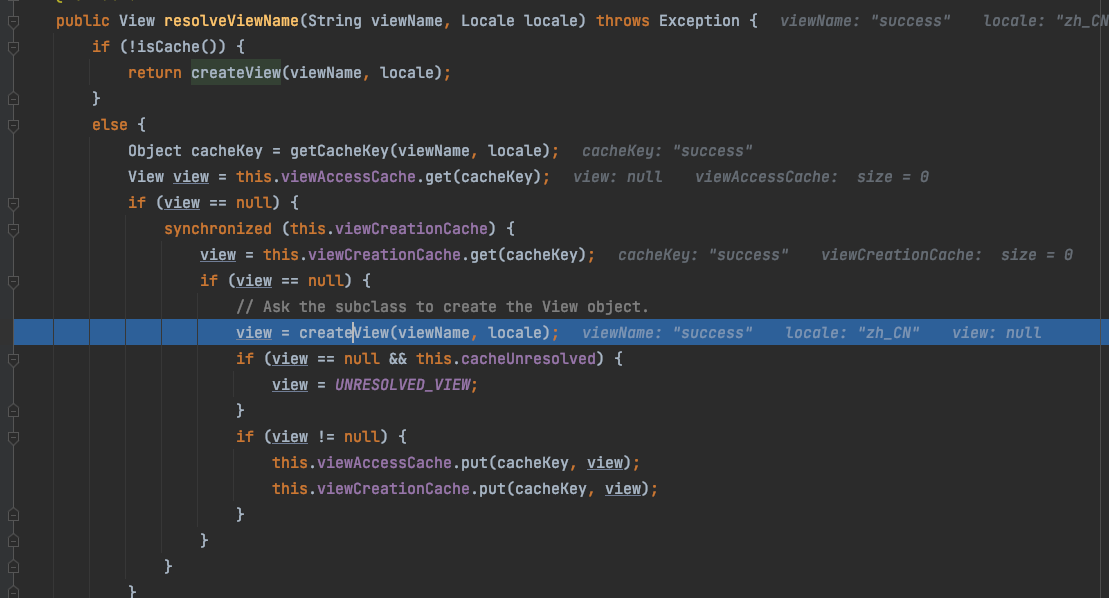 public View resolveViewName(String viewName, Locale locale) throws Exception {  viewName: "success"  locale: "zh_CN
    if (!isCache()) {
        return createView(viewName, locale);
    }
    else {
        Object cacheKey = getCacheKey(viewName, locale);  cacheKey: "success"
        View view = this.viewAccessCache.get(cacheKey);  view: null  viewAccessCache:  size = 0
        if (view == null) {
            synchronized (this.viewCreationCache) {
                view = this.viewCreationCache.get(cacheKey);  cacheKey: "success"  viewCreationCache:  size = 0
                if (view == null) {
                    // Ask the subclass to create the View object.
                    view = createView(viewName, locale);  viewName: "success"  locale: "zh_CN"  view: null
                    if (view == null && this.cacheUnresolved) {
                        view = UNRESOLVED_VIEW;
                    }
                    if (view != null) {
                        this.viewAccessCache.put(cacheKey, view);
                        this.viewCreationCache.put(cacheKey, view);
                    }
                }
            }
        }